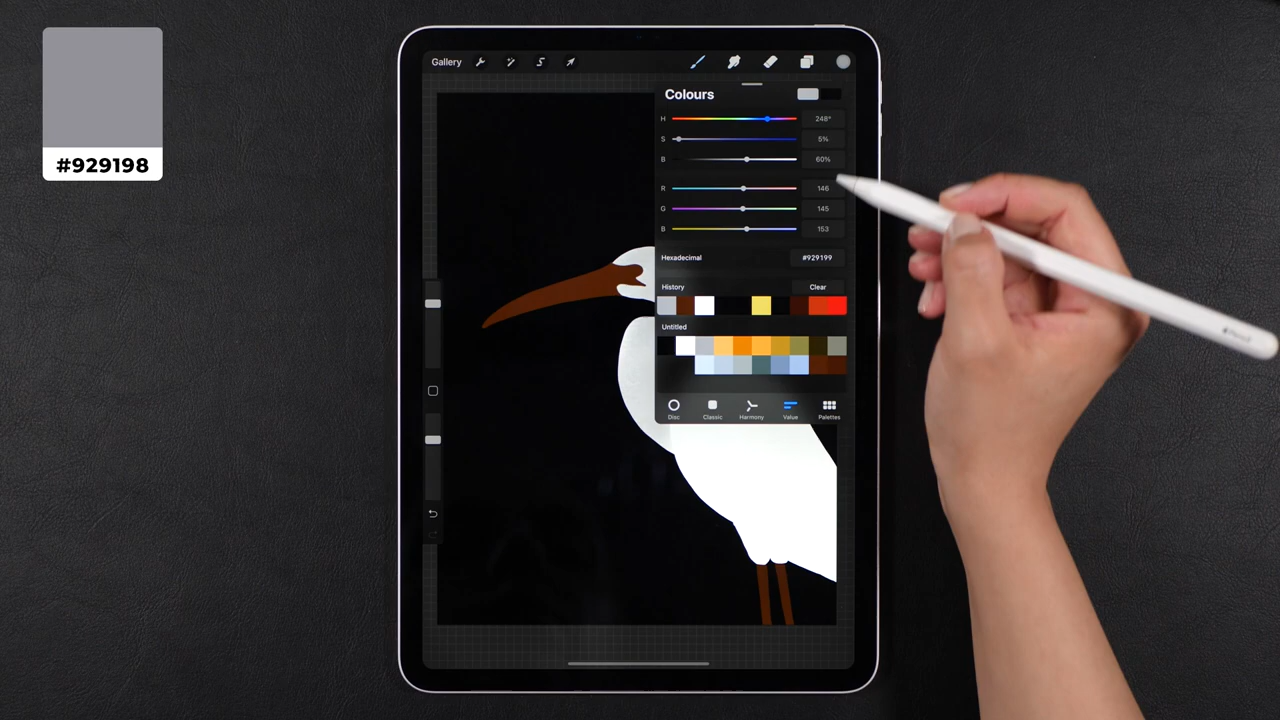 #929198
Gallery
Colours
H 248°
S 5%
B 60%
R 146
G 145
B 153
Hexadecimal #929199
History Clear
Untitled
Disc Classic Harmony Value Palettes
Pencil